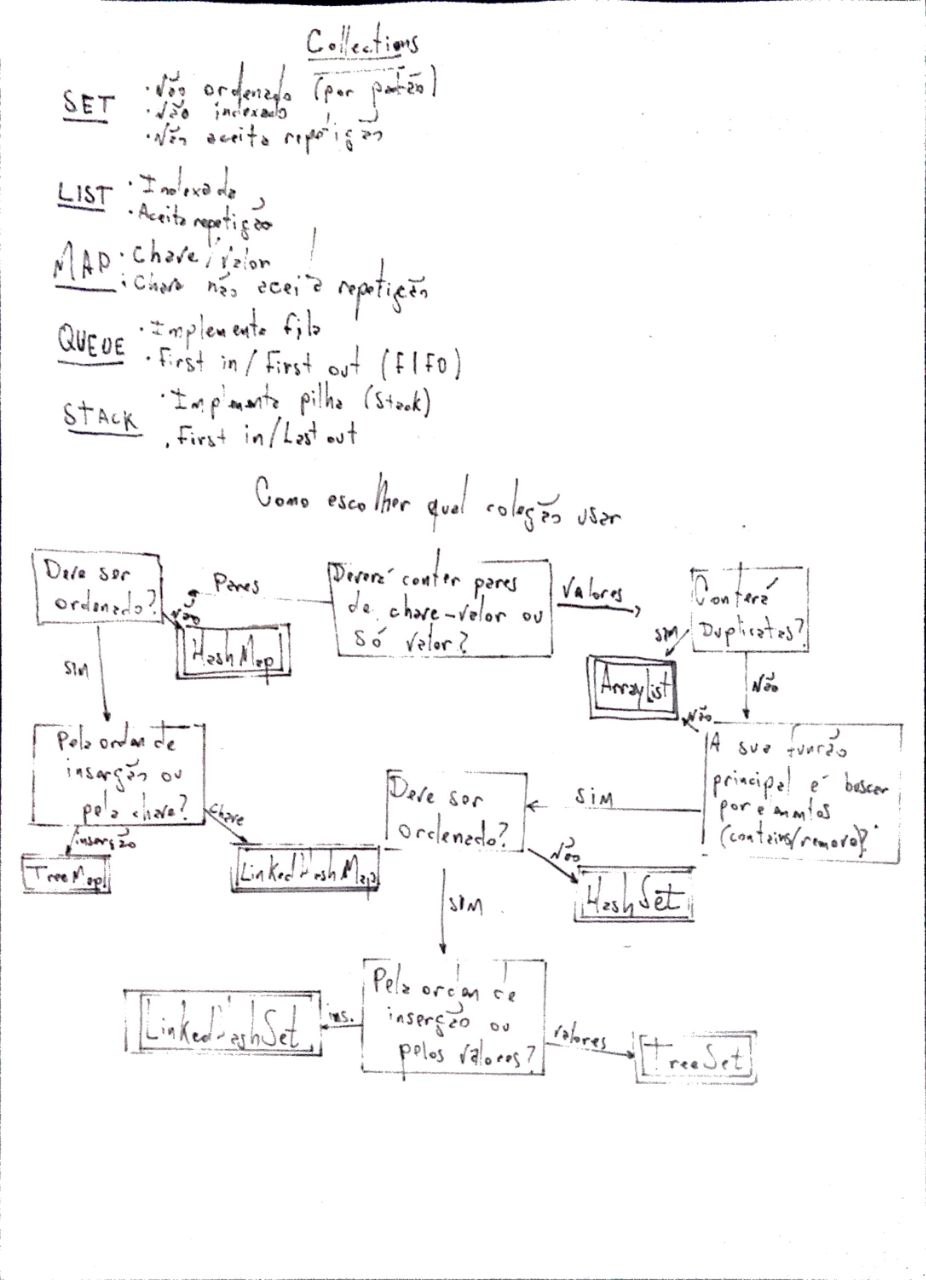 Collections
SET
· Não ordenado (por padrão)
· Não indexado
· Não aceita repetição
LIST
· Indexada
· Aceita repetição
MAP
· Chave/valor
· Chave não aceita repetição
QUEUE
· Implementa fila
· First in/First out (FIFO)
STACK
· Implementa pilha (Stack)
. First in/Last out
Como escolher qual coleção usar
Deve ser
ordenado?
Pares
Não
HashMap
Deverá conter pares
de chave-valor ou
só valor?
Valores
Conterá
Duplicatas?
SIM
ArrayList
Não
SIM
Pela ordem de
inserção ou
pela chave?
inserção
TreeMap
chave
LinkedHashMap
Não
A sua função
principal é buscar
por elementos
(contains/remove)?
SIM
Deve ser
ordenado?
Não
HashSet
SIM
Pela ordem de
inserção ou
pelos valores?
ins.
LinkedHashSet
valores
TreeSet